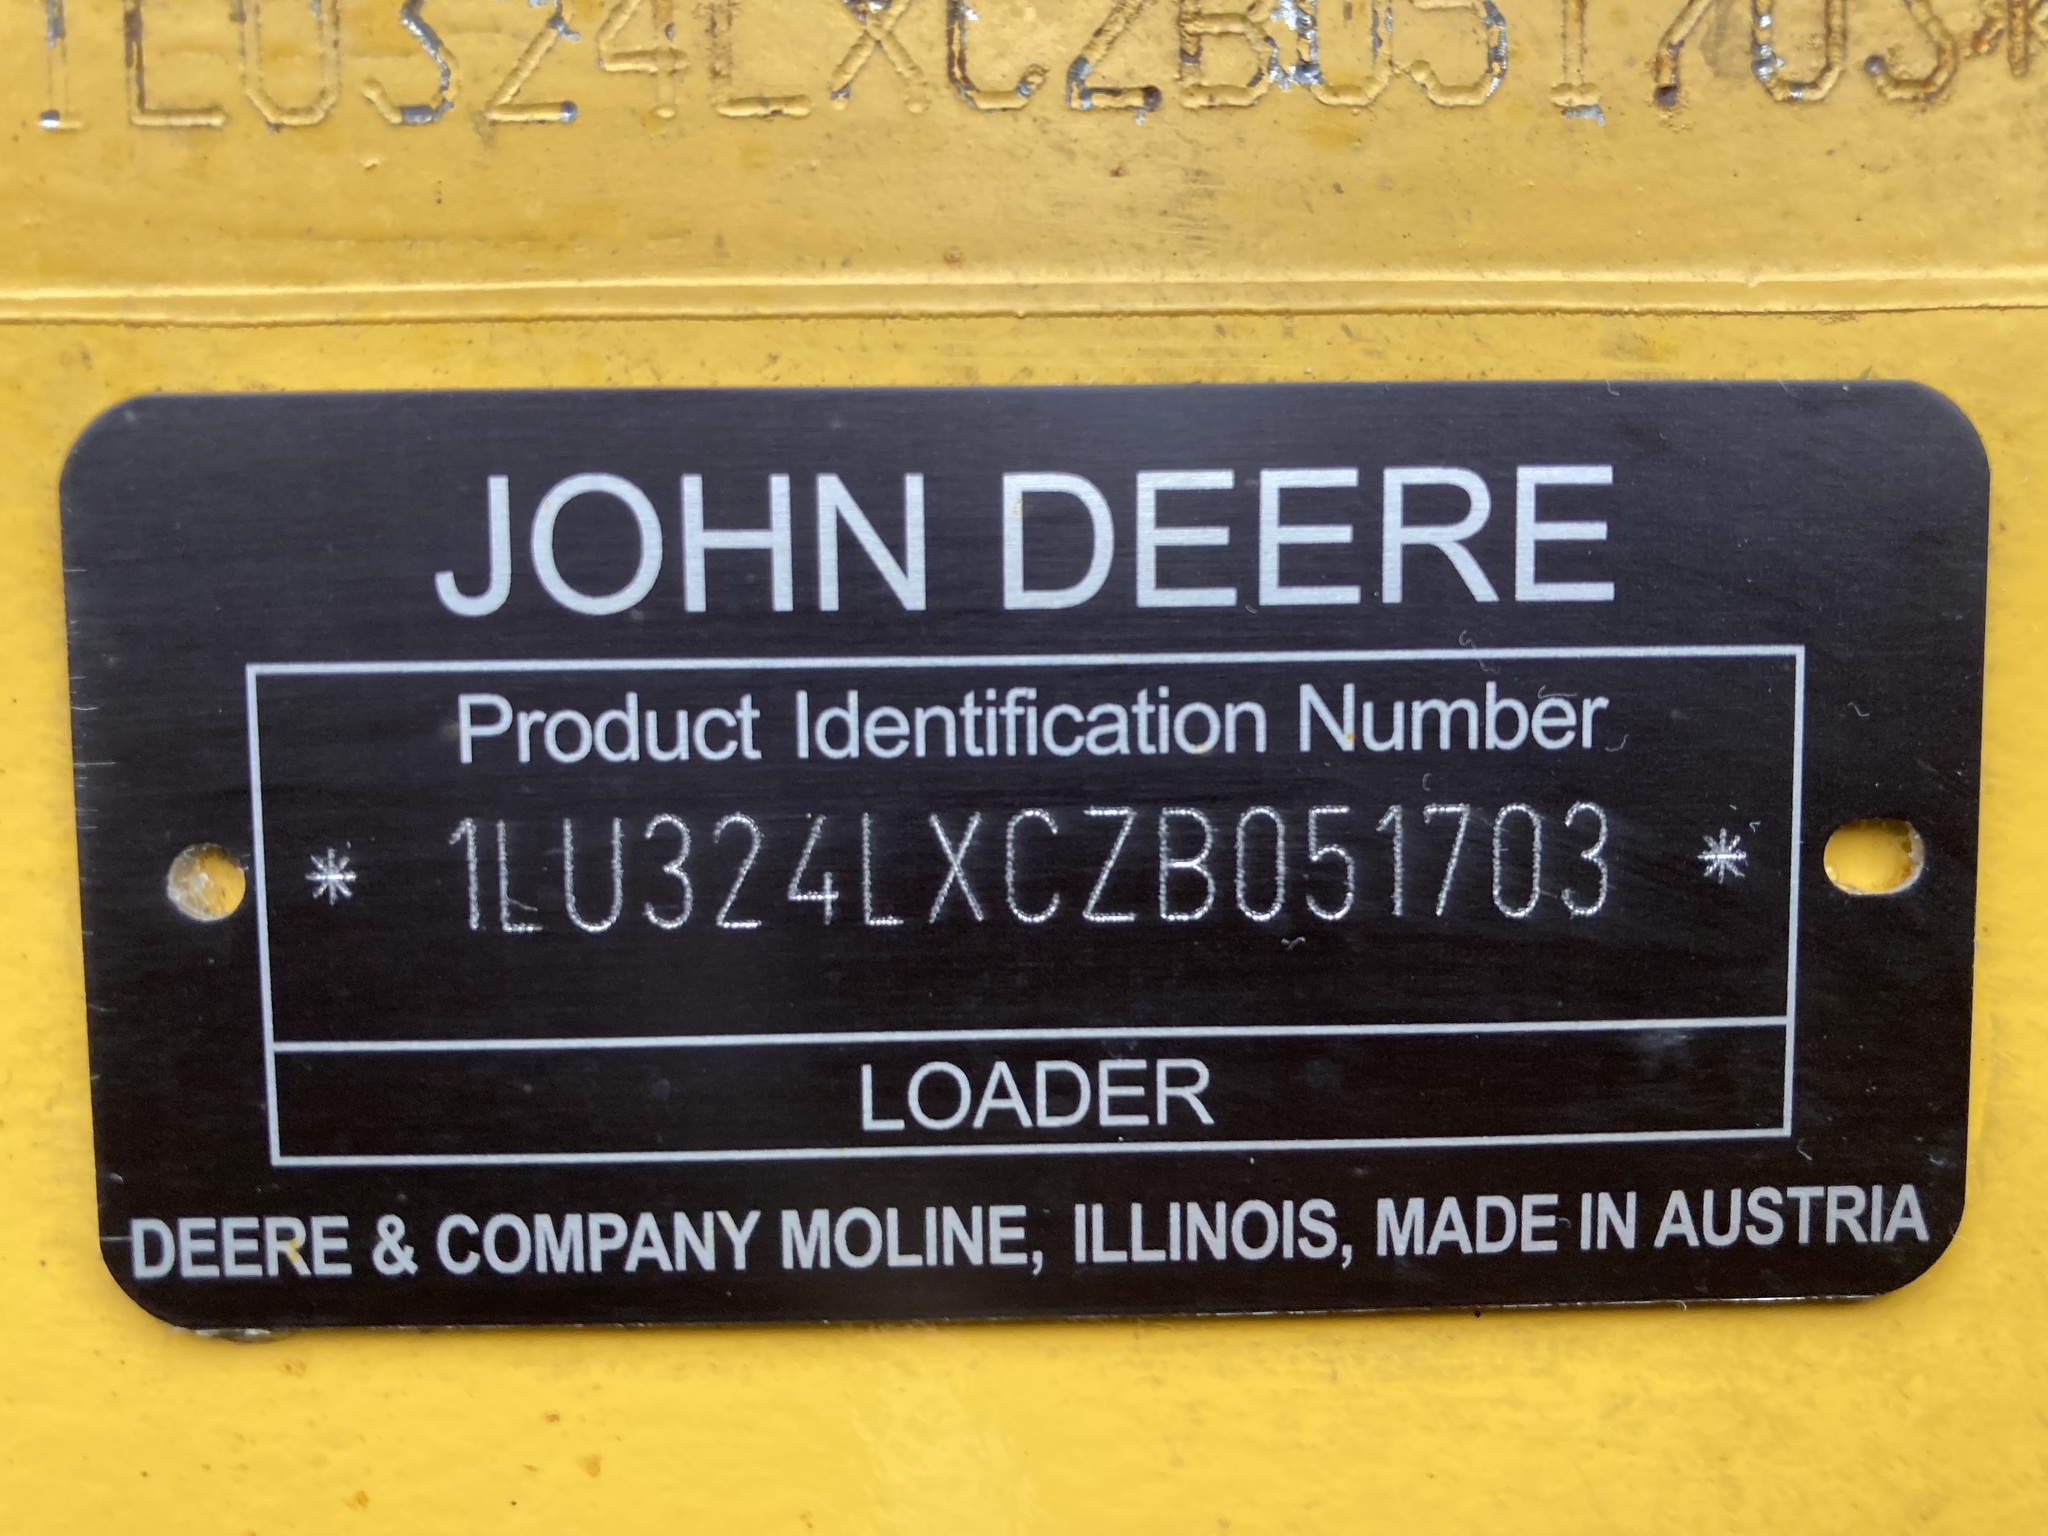 1LU324LXCZB051703*
JOHN DEERE
Product Identification Number
* 1LU324LXCZB051703 *
LOADER
DEERE & COMPANY MOLINE, ILLINOIS, MADE IN AUSTRIA